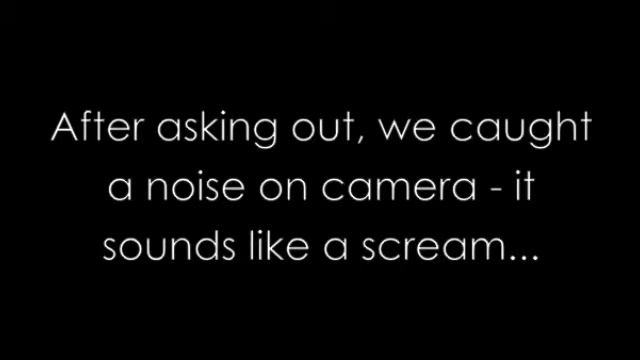 After asking out, we caught
a noise on camera - it
sounds like a scream...